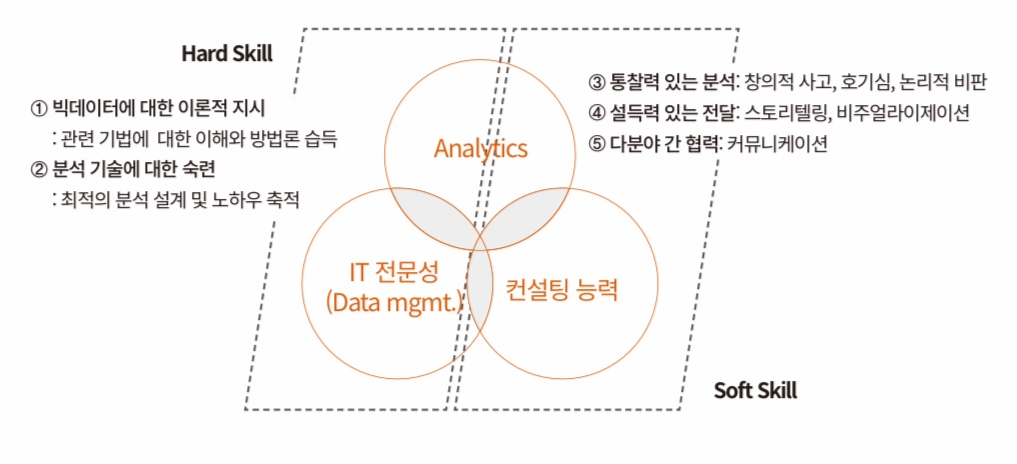 Hard Skill
① 빅데이터에 대한 이론적 지시
: 관련 기법에 대한 이해와 방법론 습득
② 분석 기술에 대한 숙련
: 최적의 분석 설계 및 노하우 축적
③ 통찰력 있는 분석: 창의적 사고, 호기심, 논리적 비판
④ 설득력 있는 전달: 스토리텔링, 비주얼라이제이션
⑤ 다분야 간 협력: 커뮤니케이션
Analytics
IT 전문성
(Data mgmt.)
컨설팅 능력
Soft Skill